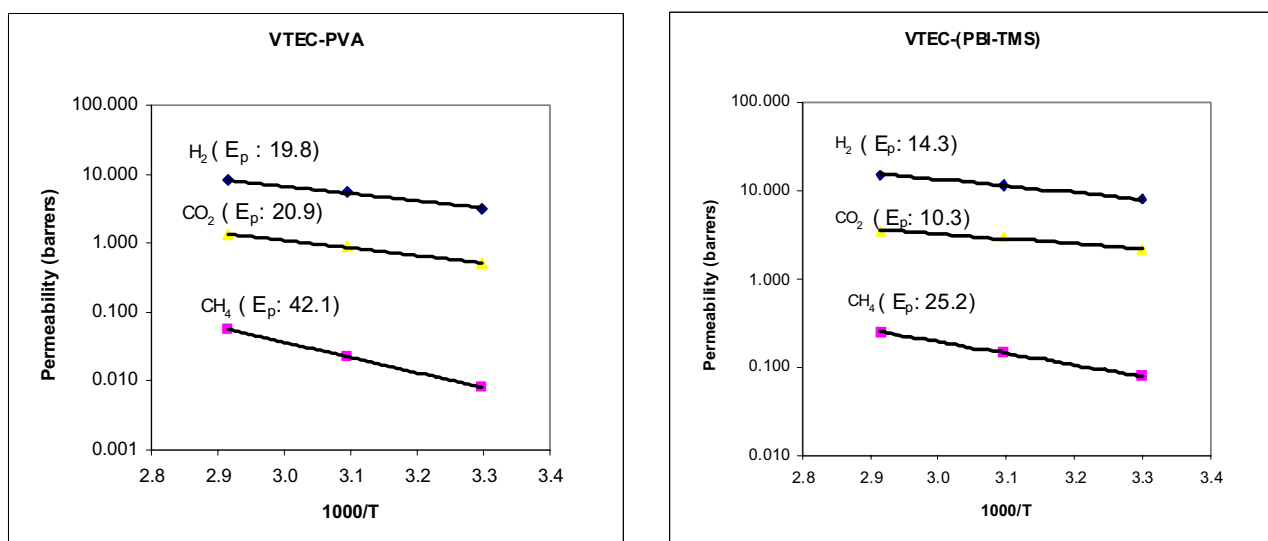 VTEC-PVA
Permeability (barrers)
100.000
10.000
1.000
0.100
0.010
0.001
H₂ ( Eₚ : 19.8)
CO₂ ( Eₚ: 20.9)
CH₄ ( Eₚ: 42.1)
2.8 2.9 3.0 3.1 3.2 3.3 3.4
1000/T
VTEC-(PBI-TMS)
Permeability (barrers)
100.000
10.000
1.000
0.100
0.010
H₂ ( Eₚ: 14.3)
CO₂ (Eₚ: 10.3)
CH₄ ( Eₚ: 25.2)
2.8 2.9 3.0 3.1 3.2 3.3 3.4
1000/T